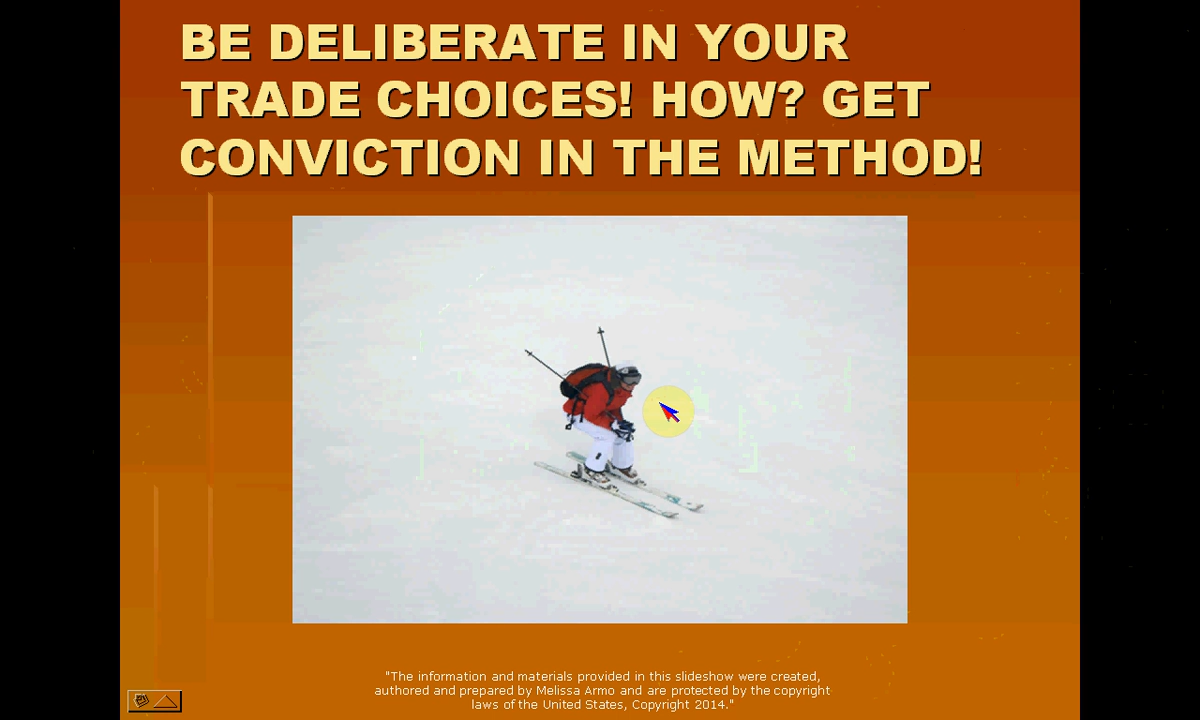 BE DELIBERATE IN YOUR
TRADE CHOICES! HOW? GET
CONVICTION IN THE METHOD!
"The information and materials provided in this slideshow were created,
authored and prepared by Melissa Armo and are protected by the copyright
laws of the United States, Copyright 2014."